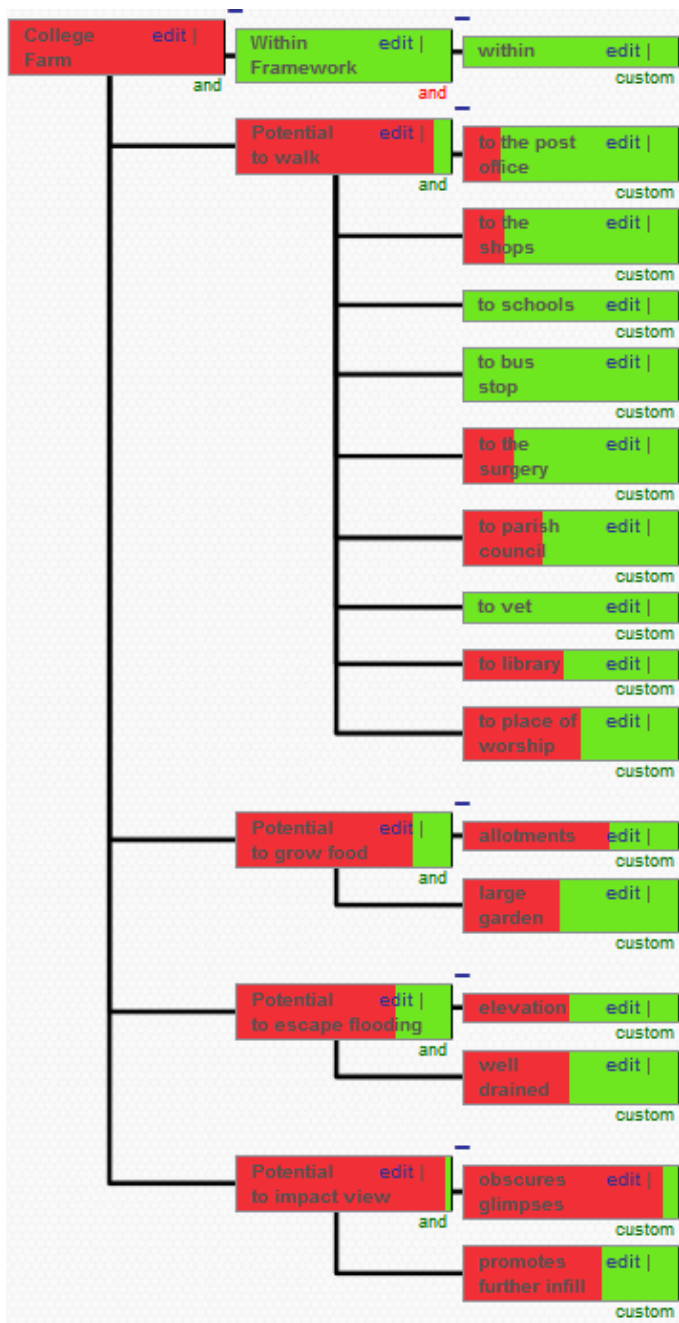 College edit |
Farm
and
Within edit |
Framework
and
within edit |
custom
Potential edit |
to walk
and
to the post edit |
office
custom
to the edit |
shops
custom
to schools edit |
custom
to bus edit |
stop
custom
to the edit |
surgery
custom
to parish edit |
council
custom
to vet edit |
custom
to library edit |
custom
to place of edit |
worship
custom
Potential edit |
to grow food
and
allotments edit |
custom
large edit |
garden
custom
Potential edit |
to escape flooding
and
elevation edit |
custom
well edit |
drained
custom
Potential edit |
to impact view
and
obscures edit |
glimpses
custom
promotes edit |
further infill
custom